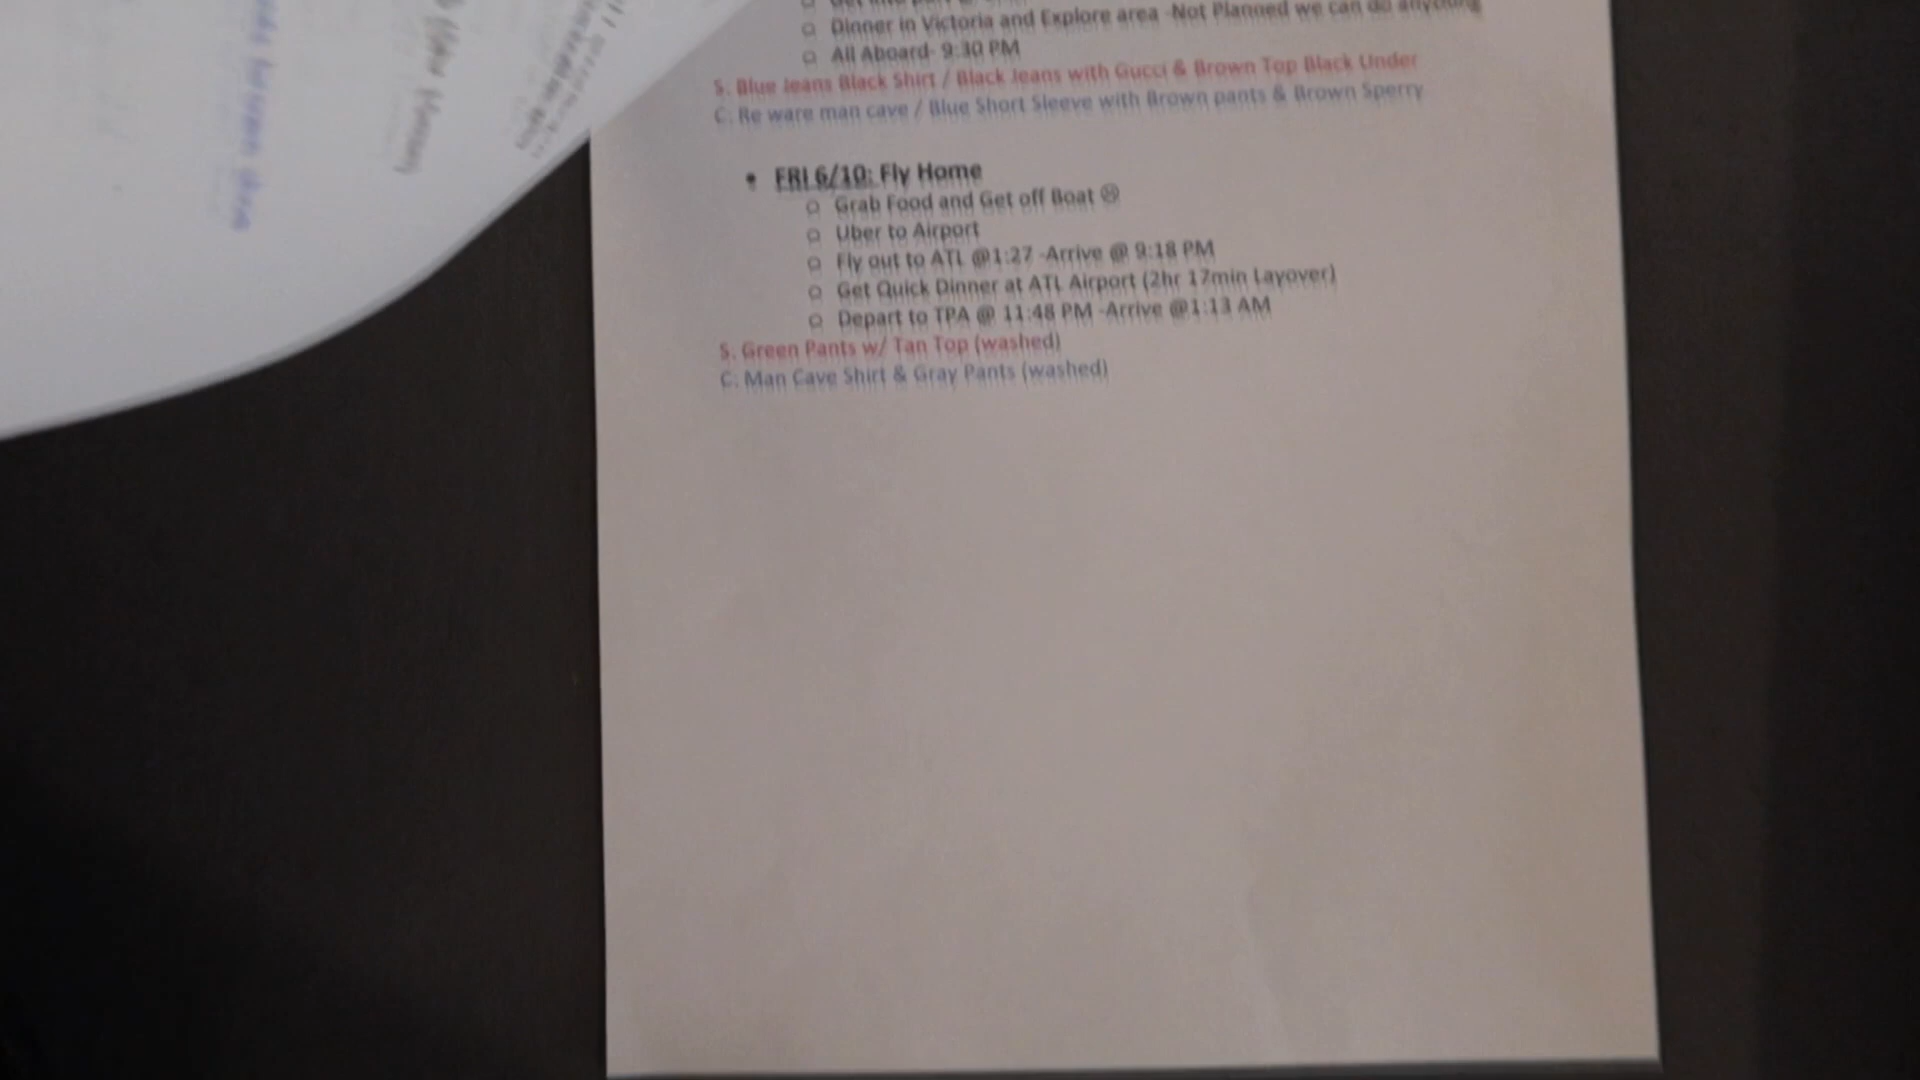 Dinner in Victoria and Explore area -Not Planned we can do anything
All Aboard- 9:30 PM
S. Blue Jeans Black Shirt / Black Jeans with Gucci & Brown Top Black Under
C: Re ware man cave / Blue Short Sleeve with Brown pants & Brown Sperry
• FRI 6/10: Fly Home
o Grab Food and Get off Boat ☹
o Uber to Airport
o Fly out to ATL @1:27 -Arrive @ 9:18 PM
o Get Quick Dinner at ATL Airport (2hr 17min Layover)
o Depart to TPA @ 11:48 PM -Arrive @1:13 AM
S. Green Pants w/ Tan Top (washed)
C: Man Cave Shirt & Gray Pants (washed)